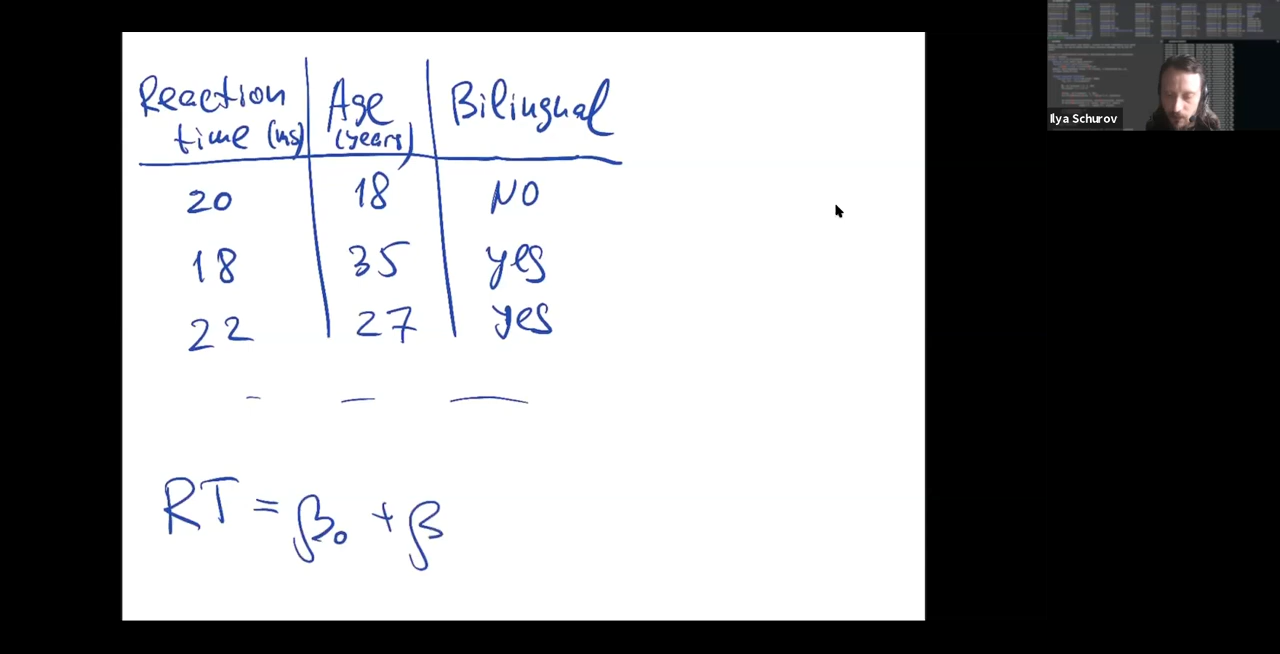 Reaction time (ms) Age (years) Bilingual
20 18 NO
18 35 yes
22 27 yes
- — —
RT = β₀ + β
Ilya Schurov